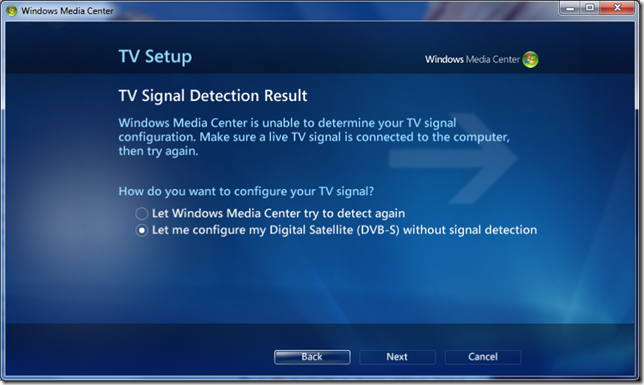 Windows Media Center
TV Setup
Windows Media Center
TV Signal Detection Result
Windows Media Center is unable to determine your TV signal
configuration. Make sure a live TV signal is connected to the computer,
then try again.
How do you want to configure your TV signal?
Let Windows Media Center try to detect again
Let me configure my Digital Satellite (DVB-S) without signal detection
Back
Next
Cancel